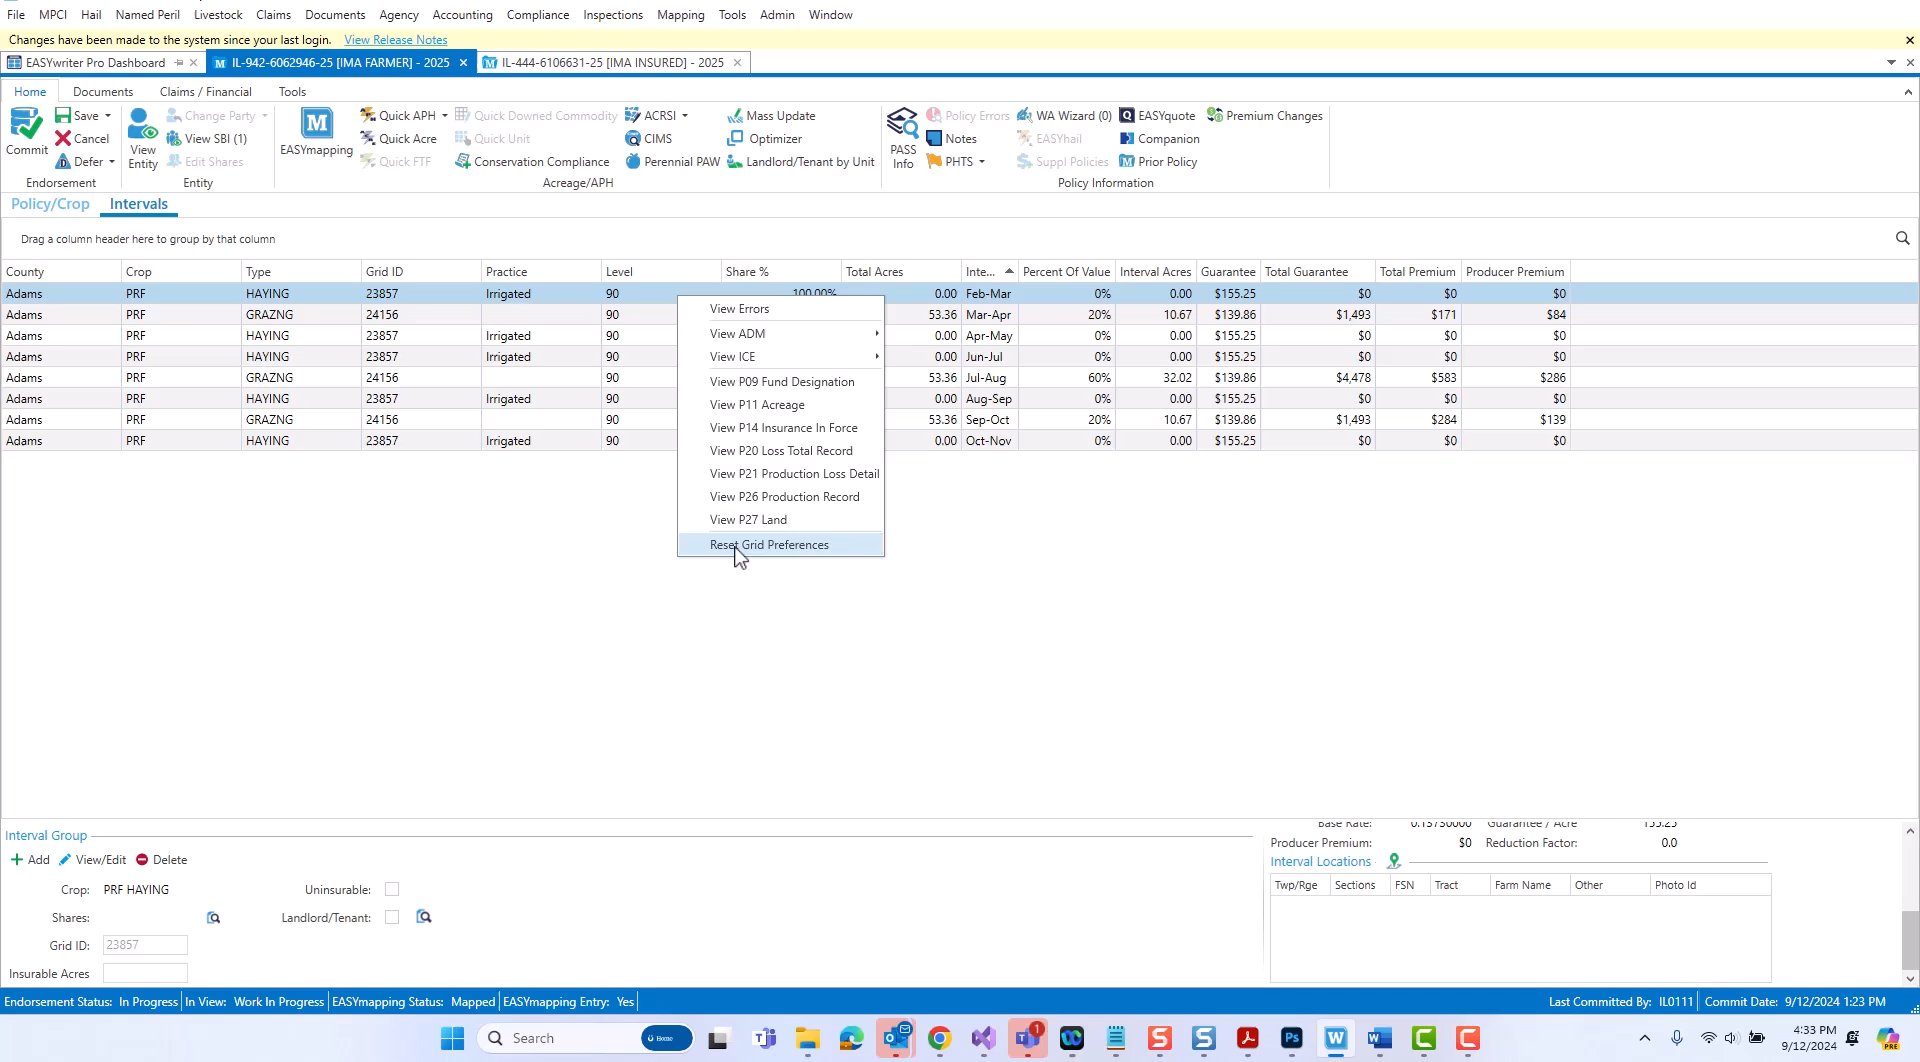 File MPCI Hail Named Peril Livestock Claims Documents Agency Accounting Compliance Inspections Mapping Tools Admin Window
Changes have been made to the system since your last login. View Release Notes
EASYwriter Pro Dashboard IL-942-6062946-25 [IMA FARMER] - 2025 IL-444-6106631-25 [IMA INSURED] - 2025
Home Documents Claims / Financial Tools
Save Change Party Quick APH Quick Downed Commodity ACRSI Mass Update Policy Errors WA Wizard (0) EASYquote Premium Changes
Commit Cancel View Entity View SBI (1) EASYmapping Quick Acre Quick Unit CIMS Optimizer PASS Info Notes EASYhail Companion
Defer Edit Shares Quick FTF Conservation Compliance Perennial PAW Landlord/Tenant by Unit PHTS Suppl Policies Prior Policy
Endorsement Entity Acreage/APH Policy Information
Policy/Crop Intervals
Drag a column header here to group by that column
County Crop Type Grid ID Practice Level Share % Total Acres Inte... Percent Of Value Interval Acres Guarantee Total Guarantee Total Premium Producer Premium
Adams PRF HAYING 23857 Irrigated 90 100.00% 0.00 Feb-Mar 0% 0.00 $155.25 $0 $0 $0
Adams PRF GRAZNG 24156 90 53.36 Mar-Apr 20% 10.67 $139.86 $1,493 $171 $84
Adams PRF HAYING 23857 Irrigated 90 0.00 Apr-May 0% 0.00 $155.25 $0 $0 $0
Adams PRF HAYING 23857 Irrigated 90 0.00 Jun-Jul 0% 0.00 $155.25 $0 $0 $0
Adams PRF GRAZNG 24156 90 53.36 Jul-Aug 60% 32.02 $139.86 $4,478 $583 $286
Adams PRF HAYING 23857 Irrigated 90 0.00 Aug-Sep 0% 0.00 $155.25 $0 $0 $0
Adams PRF GRAZNG 24156 90 53.36 Sep-Oct 20% 10.67 $139.86 $1,493 $284 $139
Adams PRF HAYING 23857 Irrigated 90 0.00 Oct-Nov 0% 0.00 $155.25 $0 $0 $0
View Errors
View ADM
View ICE
View P09 Fund Designation
View P11 Acreage
View P14 Insurance In Force
View P20 Loss Total Record
View P21 Production Loss Detail
View P26 Production Record
View P27 Land
Reset Grid Preferences
Interval Group
Add View/Edit Delete
Crop: PRF HAYING Uninsurable:
Shares: Landlord/Tenant:
Grid ID: 23857
Insurable Acres
Base Rate: 0.13730000 Guarantee / Acre 155.25
Producer Premium: $0 Reduction Factor: 0.0
Interval Locations
Twp/Rge Sections FSN Tract Farm Name Other Photo Id
Endorsement Status: In Progress In View: Work In Progress EASYmapping Status: Mapped EASYmapping Entry: Yes Last Committed By: IL0111 Commit Date: 9/12/2024 1:23 PM
Search Home 1 4:33 PM
9/12/2024